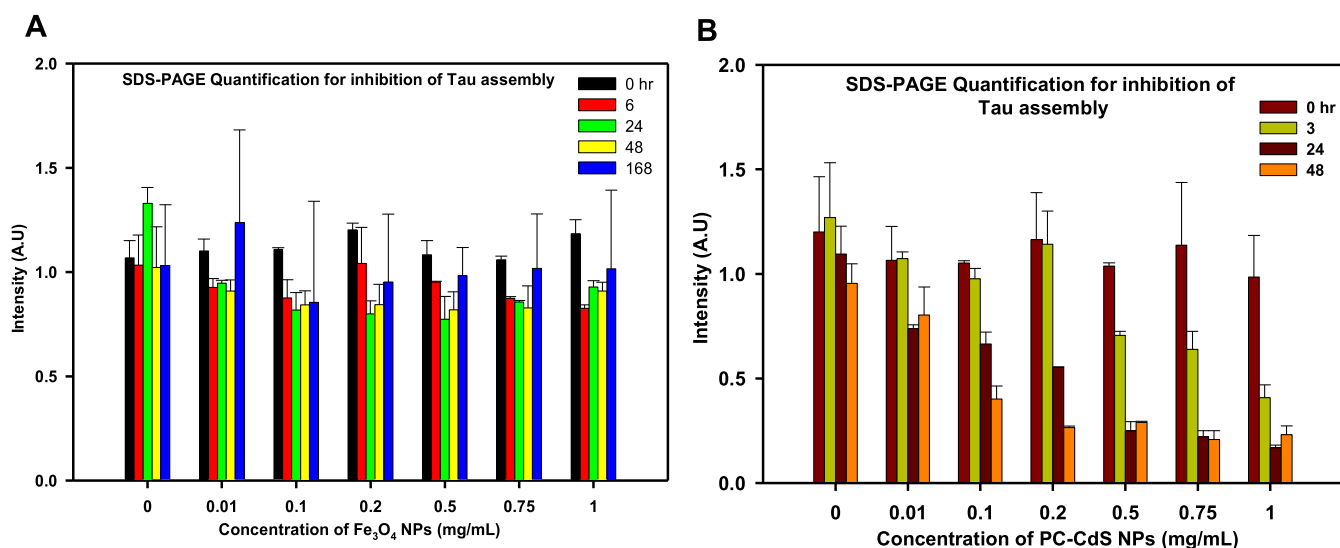 A
SDS-PAGE Quantification for inhibition of Tau assembly
0 hr
6
24
48
168
2.0
1.5
1.0
0.5
0.0
Intensity (A.U)
0 0.01 0.1 0.2 0.5 0.75 1
Concentration of Fe₃O₄ NPs (mg/mL)
B
SDS-PAGE Quantification for inhibition of
Tau assembly
0 hr
3
24
48
2.0
1.5
1.0
0.5
0.0
Intensity (A.U)
0 0.01 0.1 0.2 0.5 0.75 1
Concentration of PC-CdS NPs (mg/mL)